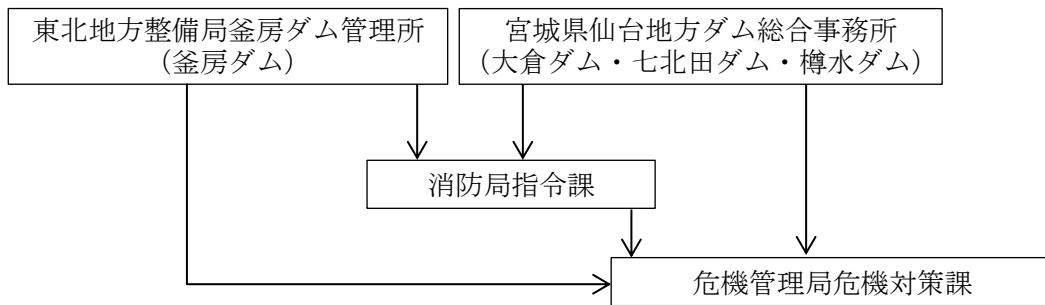 東北地方整備局釜房ダム管理所
（釜房ダム）
宮城県仙台地方ダム総合事務所
（大倉ダム・七北田ダム・樽水ダム）
消防局指令課
危機管理局危機対策課